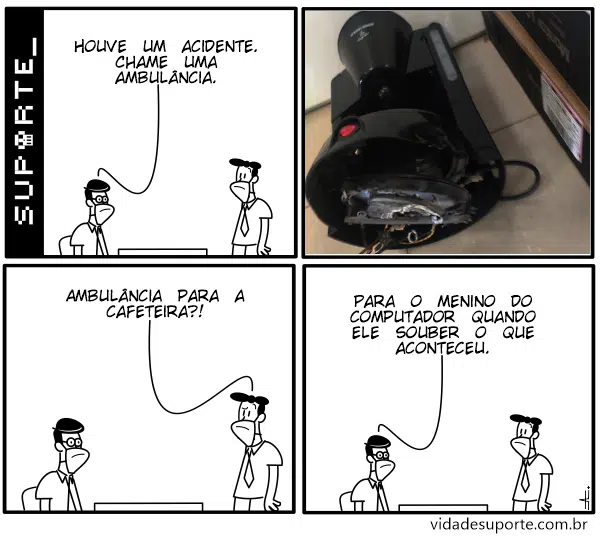 SUPORTE_
HOUVE UM ACIDENTE.
CHAME UMA
AMBULÂNCIA.
AMBULÂNCIA PARA A
CAFETEIRA?!
PARA O MENINO DO
COMPUTADOR QUANDO
ELE SOUBER O QUE
ACONTECEU.
vidadesuporte.com.br